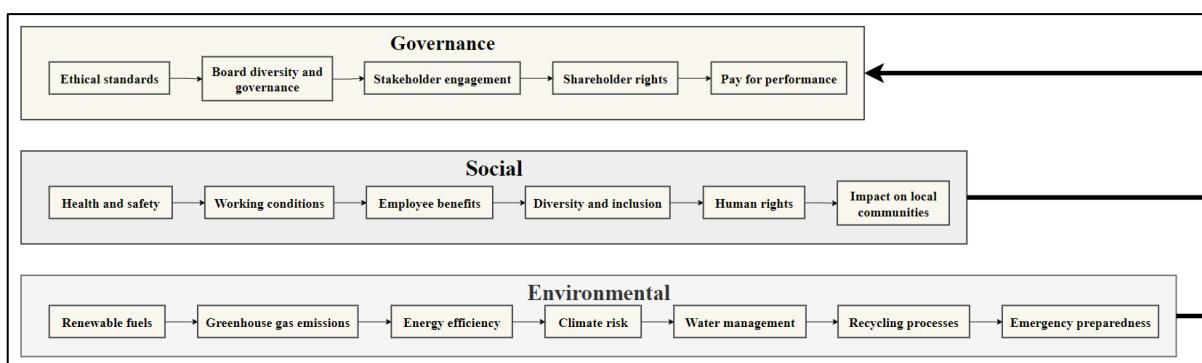 Governance
Ethical standards
Board diversity and
governance
Stakeholder engagement
Shareholder rights
Pay for performance
Social
Health and safety
Working conditions
Employee benefits
Diversity and inclusion
Human rights
Impact on local
communities
Environmental
Renewable fuels
Greenhouse gas emissions
Energy efficiency
Climate risk
Water management
Recycling processes
Emergency preparedness